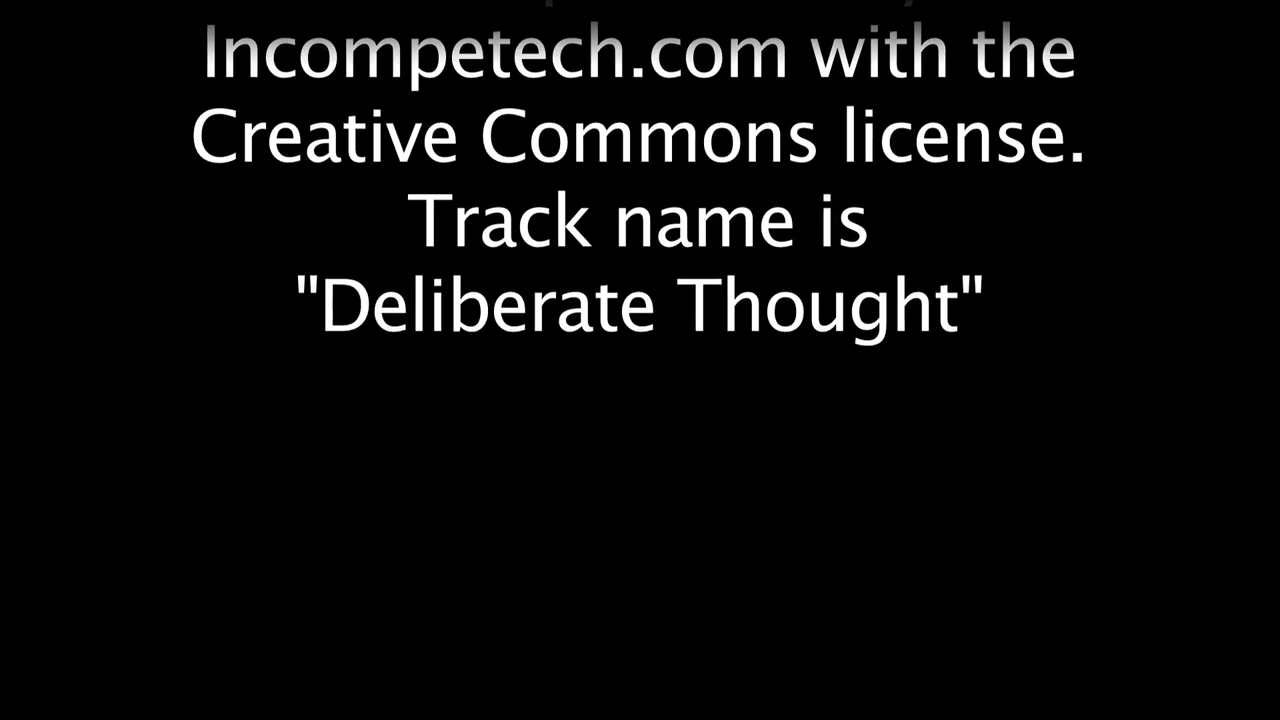 Incompetech.com with the
Creative Commons license.
Track name is
"Deliberate Thought"